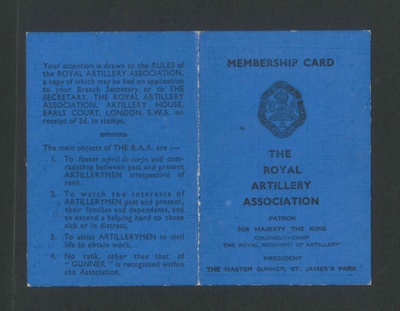 Your attention is drawn to the RULES of
the ROYAL ARTILLERY ASSOCIATION,
a copy of which may be had on application
to your Branch Secretary or to THE
SECRETARY, THE ROYAL ARTILLERY
ASSOCIATION, ARTILLERY HOUSE,
EARLS COURT, LONDON, S.W.5. on
receipt of 2d. in stamps.
The main objects of THE R.A.A. are :—
1. To foster esprit de corps and com-
radeship between past and present
ARTILLERYMEN irrespective of
rank.
2. To watch the interests of
ARTILLERYMEN past and present,
their families and dependants, and
to extend a helping hand to those
sick or in distress.
3. To assist ARTILLERYMEN in civil
life to obtain work.
4. No rank, other than that of
" GUNNER " is recognised within
the Association.
MEMBERSHIP CARD
THE
ROYAL
ARTILLERY
ASSOCIATION
PATRON
HIS MAJESTY THE KING
COLONEL-IN-CHIEF
THE ROYAL REGIMENT OF ARTILLERY
PRESIDENT
THE MASTER GUNNER, ST. JAMES'S PARK